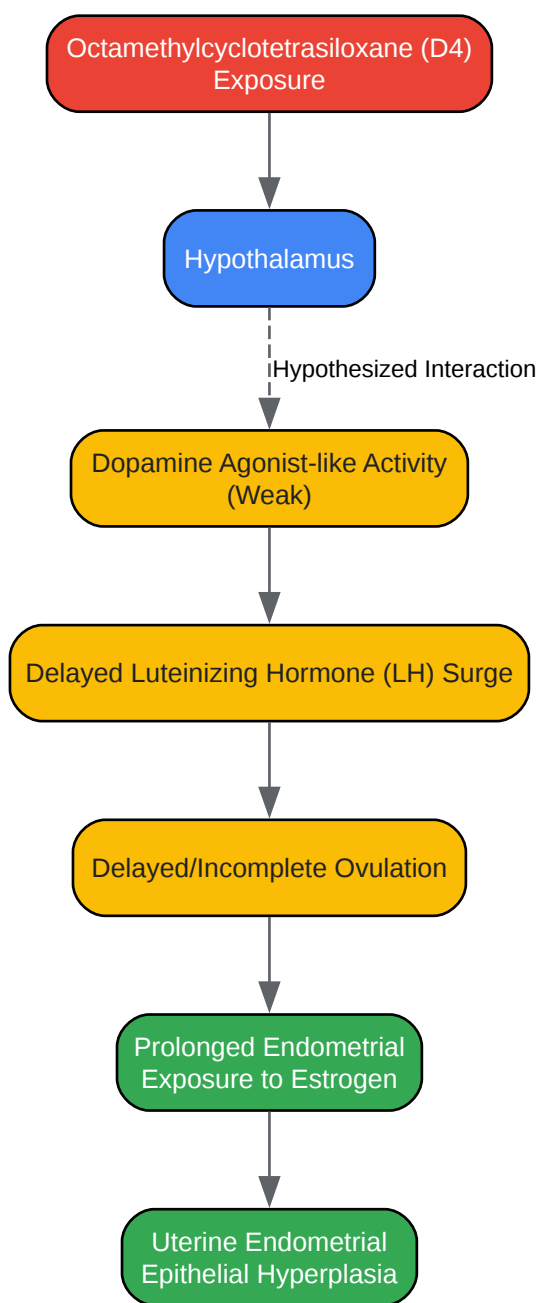 Octamethylcyclotetrasiloxane (D4)
Exposure
Hypothalamus
Hypothesized Interaction
Dopamine Agonist-like Activity
(Weak)
Delayed Luteinizing Hormone (LH) Surge
Delayed/Incomplete Ovulation
Prolonged Endometrial
Exposure to Estrogen
Uterine Endometrial
Epithelial Hyperplasia